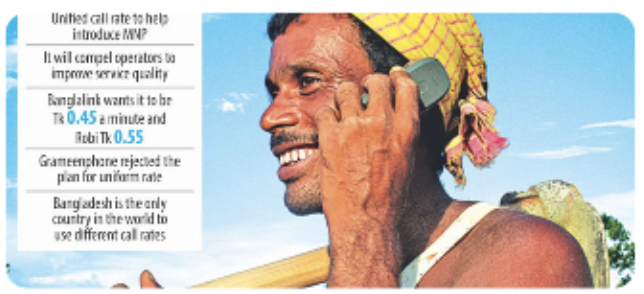 Unified call rate to help
introduce MNP
It will compel operators to
improve service quality
Banglalink wants it to be
Tk 0.45 a minute and
Robi Tk 0.55
Grameenphone rejected the
plan for uniform rate
Bangladesh is the only
country in the world to
use different call rates